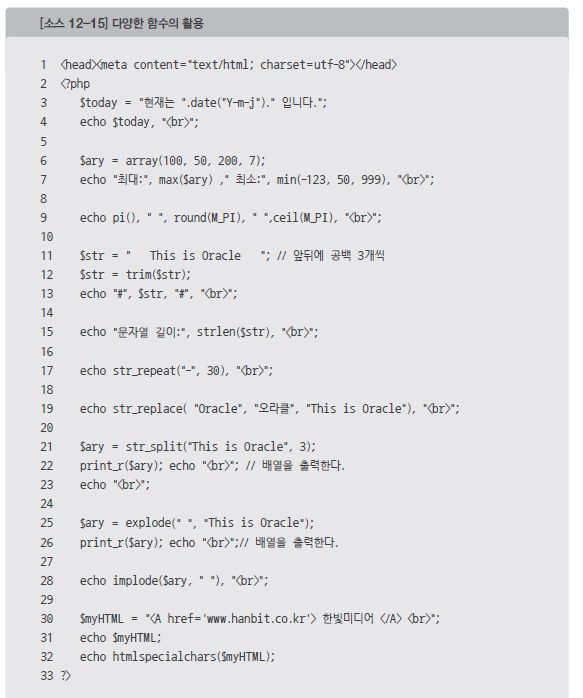 [소스 12-15] 다양한 함수의 활용
1 <head><meta content="text/html; charset=utf-8"></head>
2 <?php
3 $today = "현재는 ".date("Y-m-j")." 입니다.";
4 echo $today, "<br>";
5
6 $ary = array(100, 50, 200, 7);
7 echo "최대:", max($ary) ," 최소:", min(-123, 50, 999), "<br>";
8
9 echo pi(), " ", round(M_PI), " ",ceil(M_PI), "<br>";
10
11 $str = "   This is Oracle   "; // 앞뒤에 공백 3개씩
12 $str = trim($str);
13 echo "#", $str, "#", "<br>";
14
15 echo "문자열 길이:", strlen($str), "<br>";
16
17 echo str_repeat("-", 30), "<br>";
18
19 echo str_replace( "Oracle", "오라클", "This is Oracle"), "<br>";
20
21 $ary = str_split("This is Oracle", 3);
22 print_r($ary); echo "<br>"; // 배열을 출력한다.
23 echo "<br>";
24
25 $ary = explode(" ", "This is Oracle");
26 print_r($ary); echo "<br>";// 배열을 출력한다.
27
28 echo implode($ary, " "), "<br>";
29
30 $myHTML = "<A href='www.hanbit.co.kr'> 한빛미디어 </A> <br>";
31 echo $myHTML;
32 echo htmlspecialchars($myHTML);
33 ?>